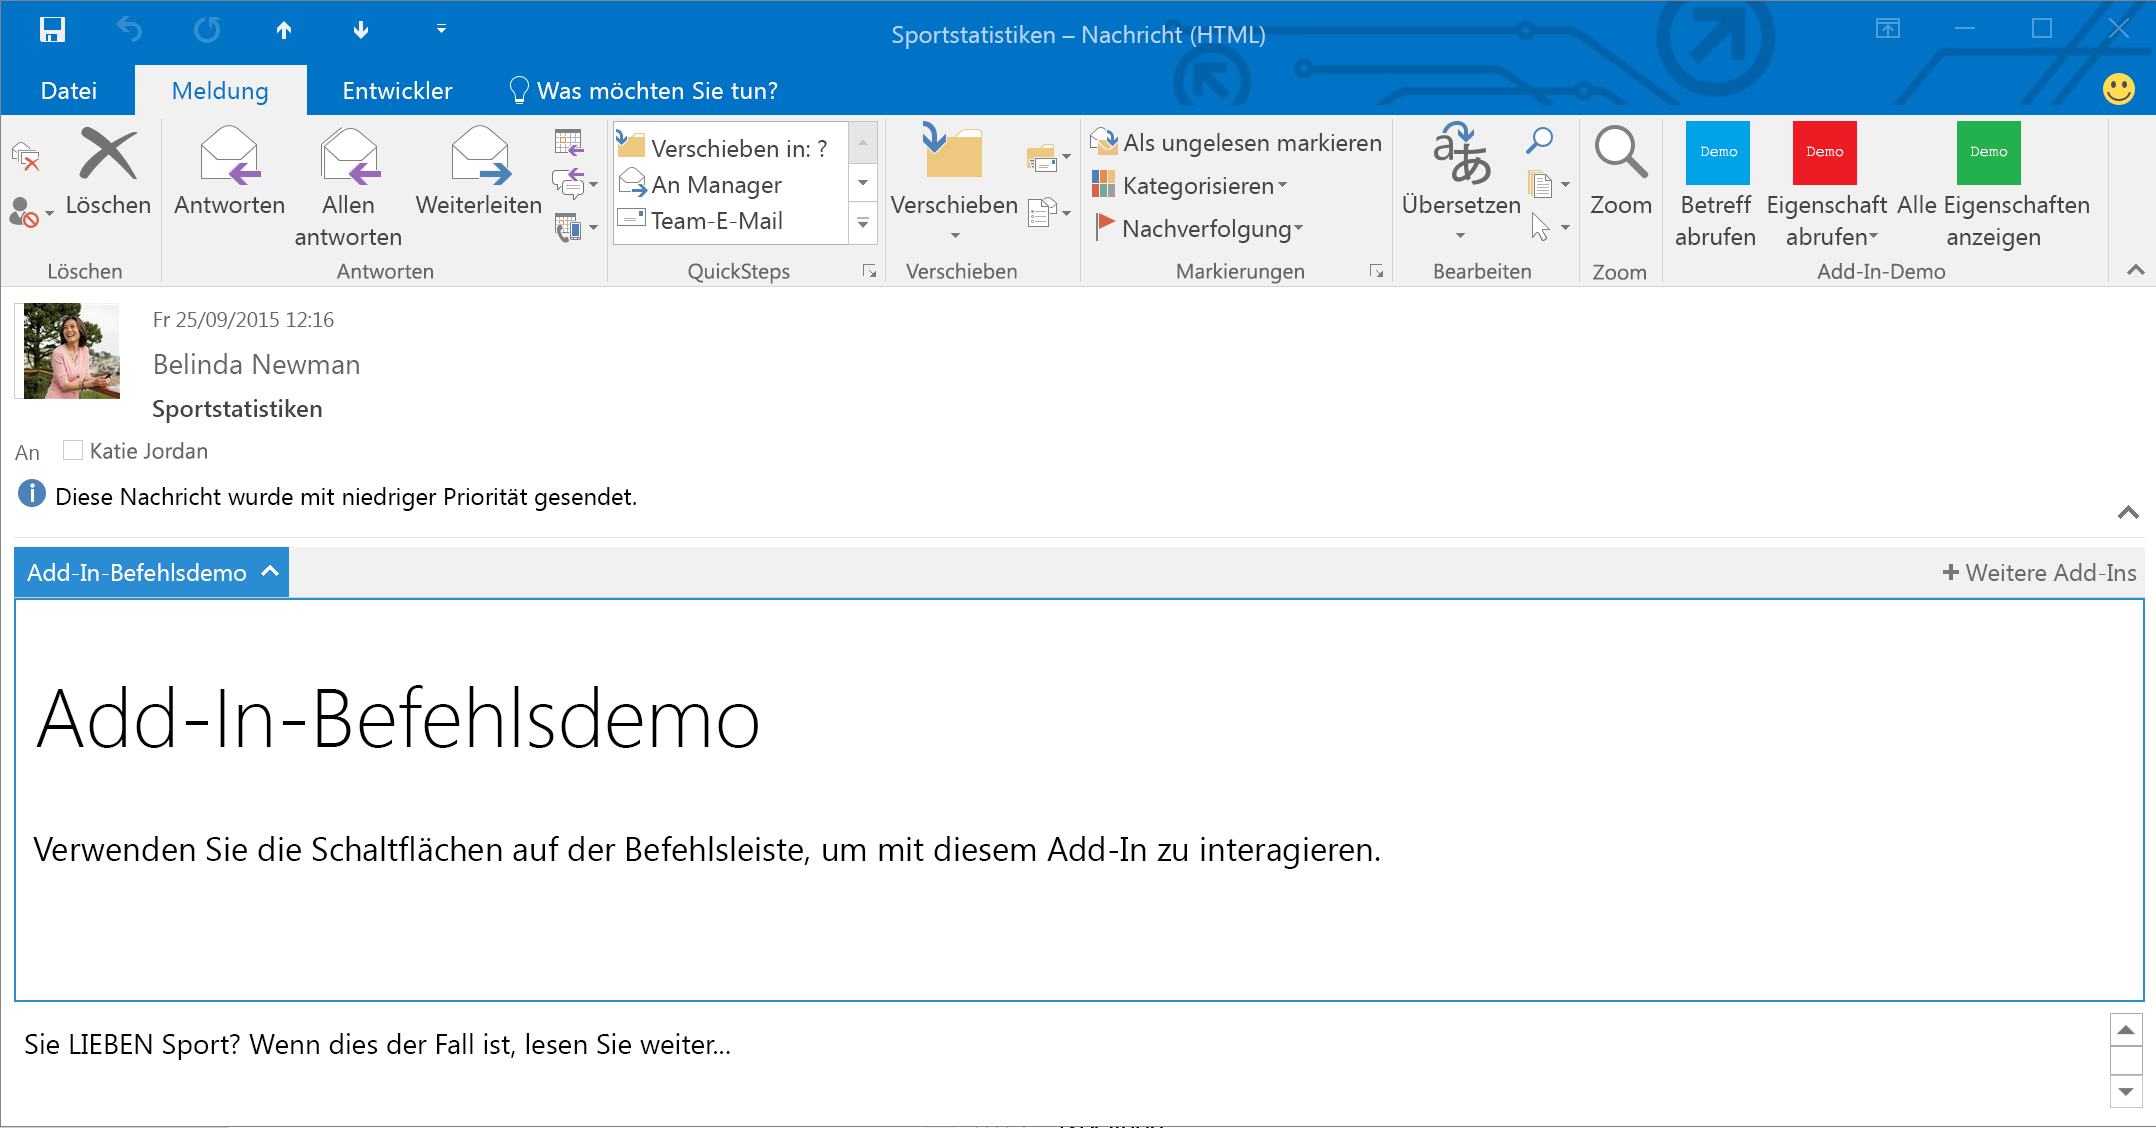 Sportstatistiken – Nachricht (HTML)
Datei Meldung Entwickler Was möchten Sie tun?
Löschen
Löschen
Antworten
Allen
antworten
Weiterleiten
Antworten
Verschieben in: ?
An Manager
Team-E-Mail
QuickSteps
Verschieben
Verschieben
Als ungelesen markieren
Kategorisieren
Nachverfolgung
Markierungen
Übersetzen
Bearbeiten
Zoom
Zoom
Demo
Betreff
abrufen
Demo
Eigenschaft
abrufen
Demo
Alle Eigenschaften
anzeigen
Add-In-Demo
Fr 25/09/2015 12:16
Belinda Newman
Sportstatistiken
An Katie Jordan
Diese Nachricht wurde mit niedriger Priorität gesendet.
Add-In-Befehlsdemo
+ Weitere Add-Ins
Add-In-Befehlsdemo
Verwenden Sie die Schaltflächen auf der Befehlsleiste, um mit diesem Add-In zu interagieren.
Sie LIEBEN Sport? Wenn dies der Fall ist, lesen Sie weiter...